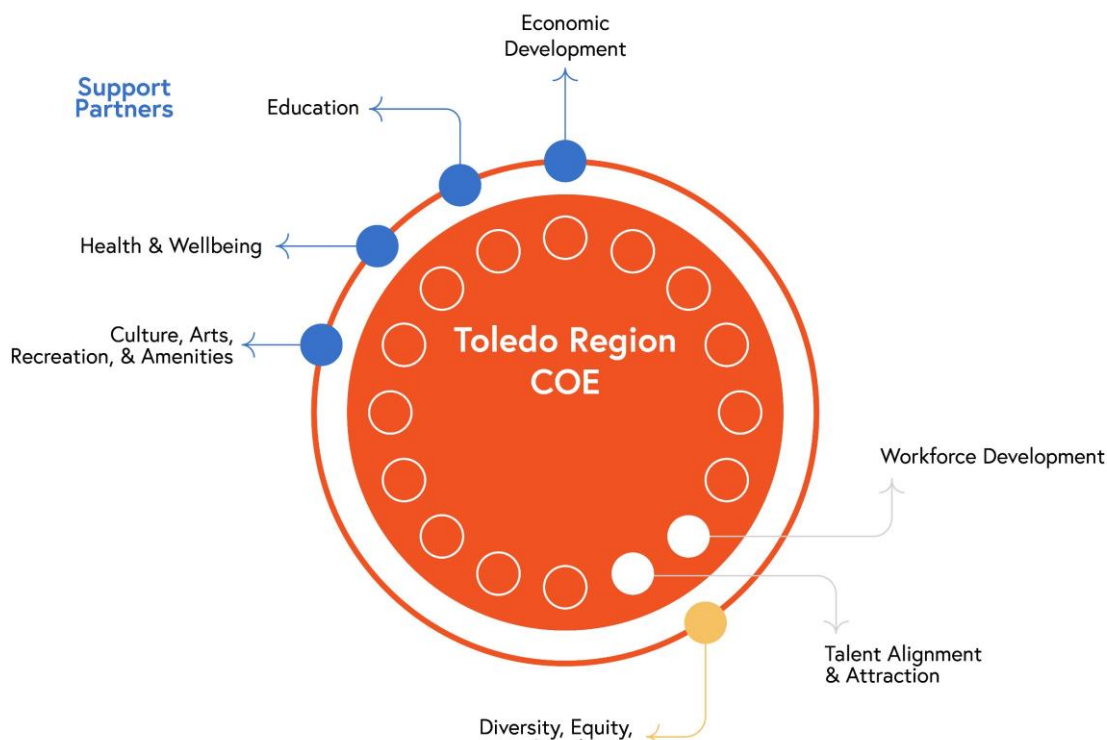 Economic
Development
Support
Partners
Education
Health & Wellbeing
Culture, Arts,
Recreation, & Amenities
Toledo Region
COE
Workforce Development
Talent Alignment
& Attraction
Diversity, Equity,